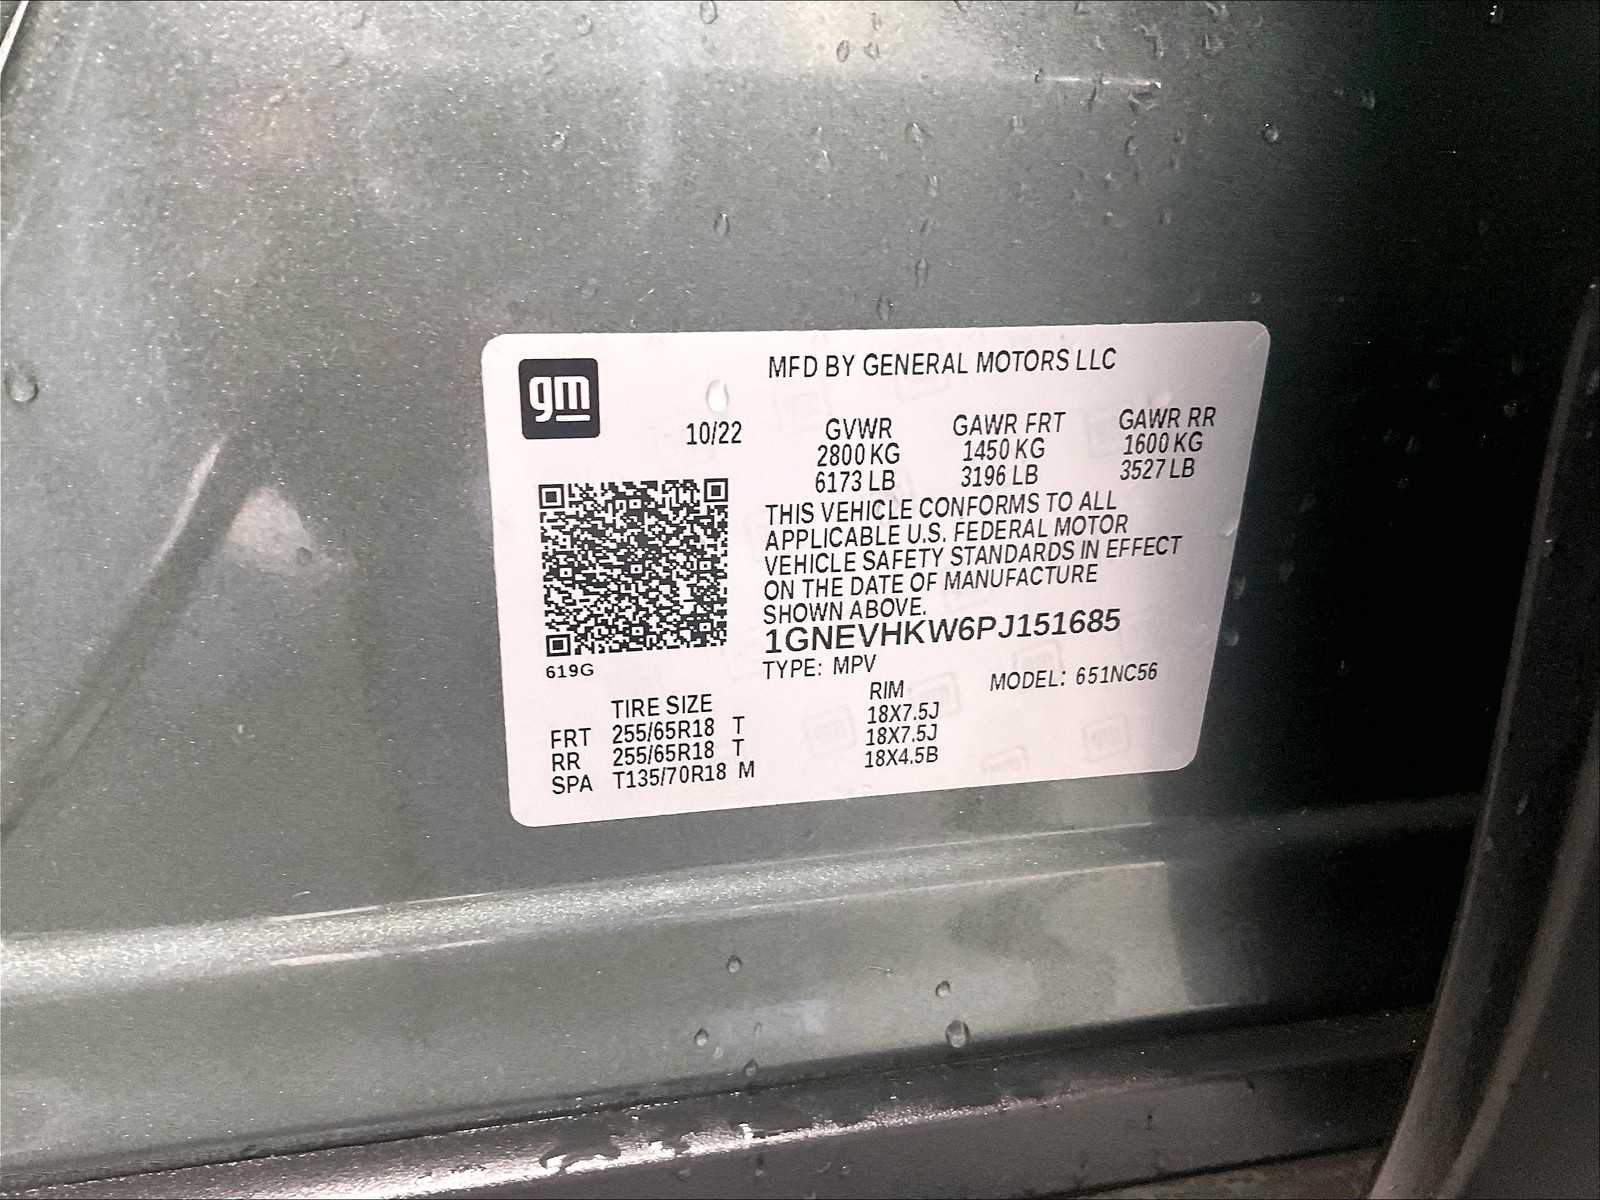 gm
MFD BY GENERAL MOTORS LLC
10/22
GVWR GAWR FRT GAWR RR
2800 KG 1450 KG 1600 KG
6173 LB 3196 LB 3527 LB
THIS VEHICLE CONFORMS TO ALL
APPLICABLE U.S. FEDERAL MOTOR
VEHICLE SAFETY STANDARDS IN EFFECT
ON THE DATE OF MANUFACTURE
SHOWN ABOVE.
1GNEVHKW6PJ151685
619G
TYPE: MPV MODEL: 651NC56
TIRE SIZE RIM
FRT 255/65R18 T 18X7.5J
RR 255/65R18 T 18X7.5J
SPA T135/70R18 M 18X4.5B